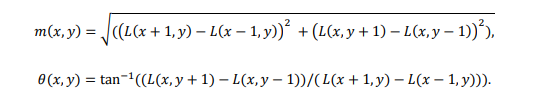 m(x, y) = √((L(x + 1, y) − L(x − 1, y))² + (L(x, y + 1) − L(x, y − 1))²),
θ(x, y) = tan⁻¹((L(x, y + 1) − L(x, y − 1))/( L(x + 1, y) − L(x − 1, y))).